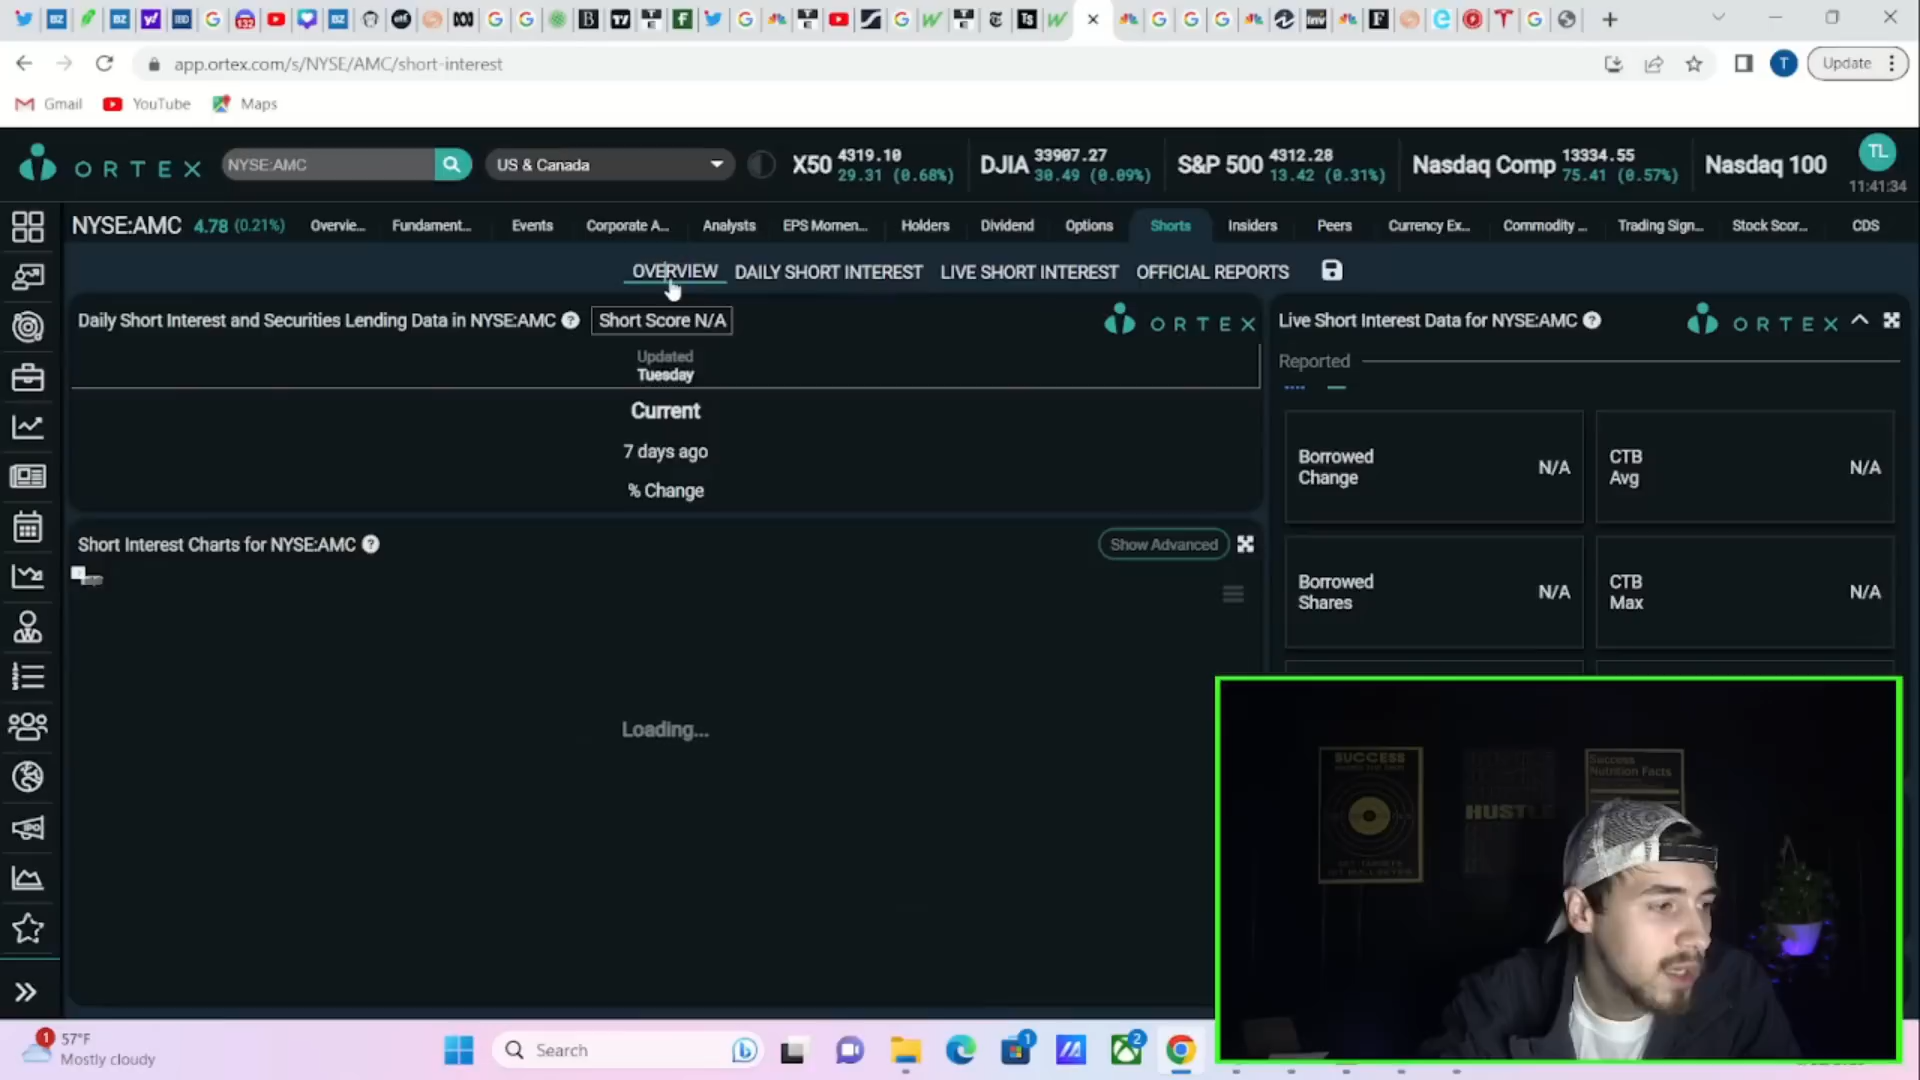 app.ortex.com/s/NYSE/AMC/short-interest
Update
Gmail
YouTube
Maps
ORTEX
NYSE:AMC
US & Canada
X50 4319.10 29.31 (0.68%)
DJIA 33907.27 30.49 (0.09%)
S&P 500 4312.28 13.42 (0.31%)
Nasdaq Comp 13334.55 75.41 (0.57%)
Nasdaq 100
TL
11:41:34
NYSE:AMC 4.78 (0.21%)
Overvie...
Fundament...
Events
Corporate A...
Analysts
EPS Momen...
Holders
Dividend
Options
Shorts
Insiders
Peers
Currency Ex...
Commodity ...
Trading Sign...
Stock Scor...
CDS
OVERVIEW
DAILY SHORT INTEREST
LIVE SHORT INTEREST
OFFICIAL REPORTS
Daily Short Interest and Securities Lending Data in NYSE:AMC
Short Score N/A
ORTEX
Updated
Tuesday
Current
7 days ago
% Change
Live Short Interest Data for NYSE:AMC
ORTEX
Reported
Borrowed Change
N/A
CTB Avg
N/A
Borrowed Shares
N/A
CTB Max
N/A
Short Interest Charts for NYSE:AMC
Show Advanced
Loading...
SUCCESS
HUSTLE
Success
Nutrition Facts
57°F
Mostly cloudy
Search